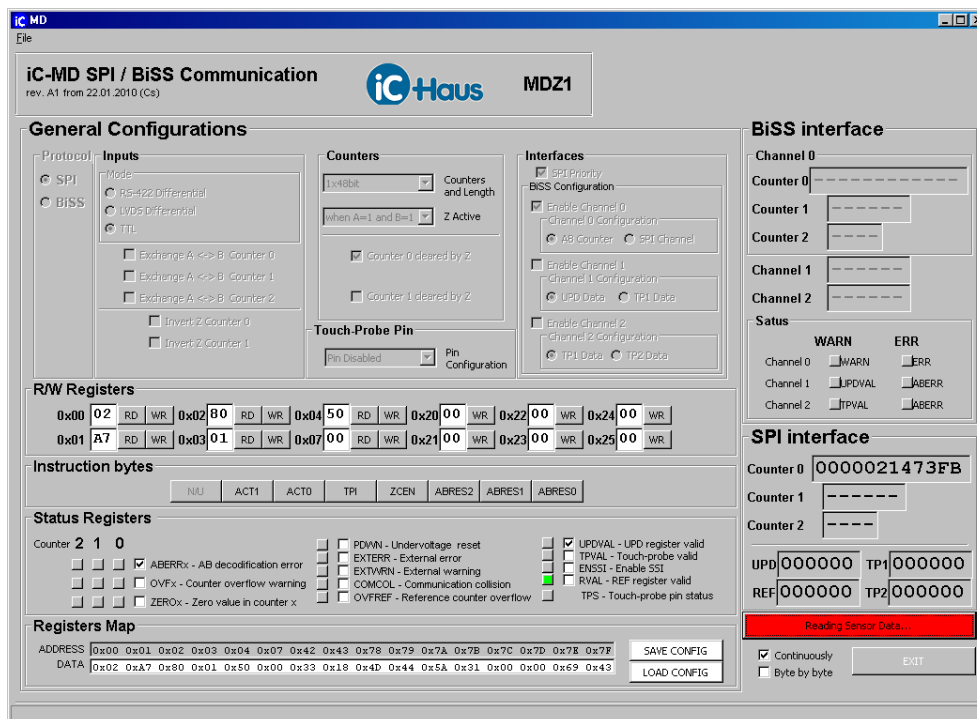 iC MD
File
iC-MD SPI / BiSS Communication
rev. A1 from 22.01.2010 (Cs)
iC Haus
MDZ1
General Configurations
Protocol
SPI
BiSS
Inputs
Mode
RS-422 Differential
LVDS Differential
TTL
Exchange A <-> B Counter 0
Exchange A <-> B Counter 1
Exchange A <-> B Counter 2
Invert Z Counter 0
Invert Z Counter 1
Counters
1x48bit Counters and Length
when A=1 and B=1 Z Active
Counter 0 cleared by Z
Counter 1 cleared by Z
Touch-Probe Pin
Pin Disabled Pin Configuration
Interfaces
SPI Priority
BiSS Configuration
Enable Channel 0
Channel 0 Configuration
AB Counter SPI Channel
Enable Channel 1
Channel 1 Configuration
UPD Data TP1 Data
Enable Channel 2
Channel 2 Configuration
TP1 Data TP2 Data
BiSS interface
Channel 0
Counter 0 ------------
Counter 1 ------
Counter 2 ----
Channel 1 ------
Channel 2 ------
Satus
WARN ERR
Channel 0 WARN ERR
Channel 1 UPDVAL ABERR
Channel 2 TPVAL ABERR
R/W Registers
0x00 02 RD WR 0x02 80 RD WR 0x04 50 RD WR 0x20 00 WR 0x22 00 WR 0x24 00 WR
0x01 A7 RD WR 0x03 01 RD WR 0x07 00 RD WR 0x21 00 WR 0x23 00 WR 0x25 00 WR
Instruction bytes
N/U ACT1 ACT0 TPI ZCEN ABRES2 ABRES1 ABRES0
Status Registers
Counter 2 1 0
ABERRx - AB decodification error
OVFx - Counter overflow warning
ZEROx - Zero value in counter x
PDWN - Undervoltage reset
EXTERR - External error
EXTWRN - External warning
COMCOL - Communication collision
OVFREF - Reference counter overflow
UPDVAL - UPD register valid
TPVAL - Touch-probe valid
ENSSI - Enable SSI
RVAL - REF register valid
TPS - Touch-probe pin status
SPI interface
Counter 0 0000021473FB
Counter 1 ------
Counter 2 ----
UPD 000000 TP1 000000
REF 000000 TP2 000000
Registers Map
ADDRESS 0x00 0x01 0x02 0x03 0x04 0x07 0x42 0x43 0x78 0x79 0x7A 0x7B 0x7C 0x7D 0x7E 0x7F
DATA 0x02 0xA7 0x80 0x01 0x50 0x00 0x33 0x18 0x4D 0x44 0x5A 0x31 0x00 0x00 0x69 0x43
SAVE CONFIG
LOAD CONFIG
Reading Sensor Data...
Continuously
Byte by byte
EXIT